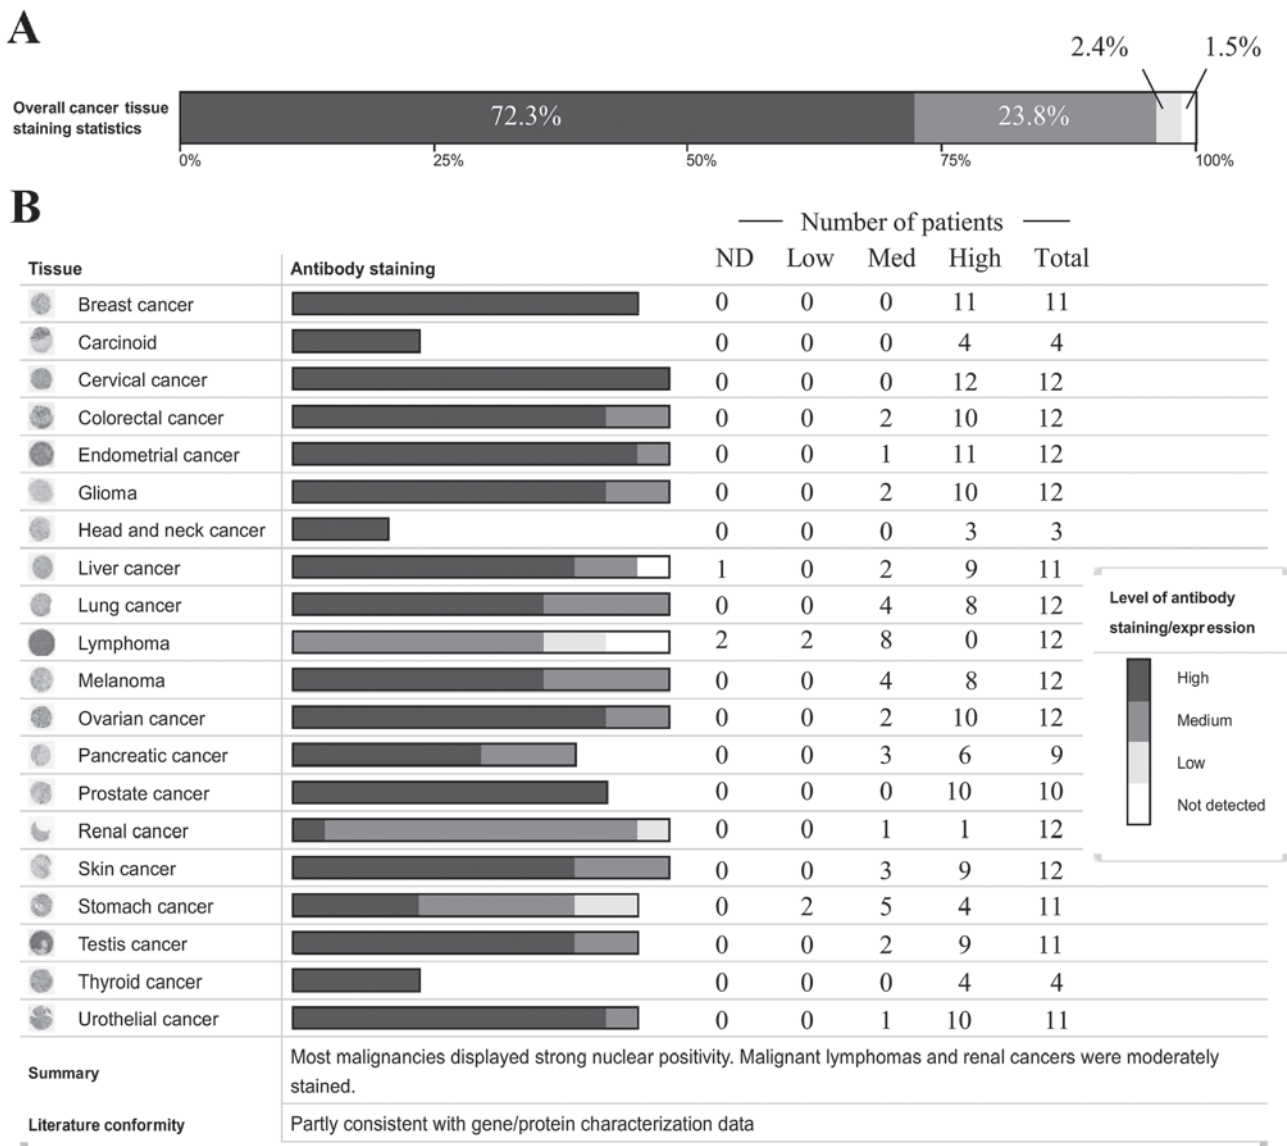 A
2.4% 1.5%
Overall cancer tissue
staining statistics
72.3% 23.8%
0% 25% 50% 75% 100%
B
Number of patients
Tissue Antibody staining ND Low Med High Total
Breast cancer 0 0 0 11 11
Carcinoid 0 0 0 4 4
Cervical cancer 0 0 0 12 12
Colorectal cancer 0 0 2 10 12
Endometrial cancer 0 0 1 11 12
Glioma 0 0 2 10 12
Head and neck cancer 0 0 0 3 3
Liver cancer 1 0 2 9 11
Lung cancer 0 0 4 8 12
Lymphoma 2 2 8 0 12
Melanoma 0 0 4 8 12
Ovarian cancer 0 0 2 10 12
Pancreatic cancer 0 0 3 6 9
Prostate cancer 0 0 0 10 10
Renal cancer 0 0 1 1 12
Skin cancer 0 0 3 9 12
Stomach cancer 0 2 5 4 11
Testis cancer 0 0 2 9 11
Thyroid cancer 0 0 0 4 4
Urothelial cancer 0 0 1 10 11
Level of antibody
staining/expression
High
Medium
Low
Not detected
Summary
Most malignancies displayed strong nuclear positivity. Malignant lymphomas and renal cancers were moderately
stained.
Literature conformity Partly consistent with gene/protein characterization data